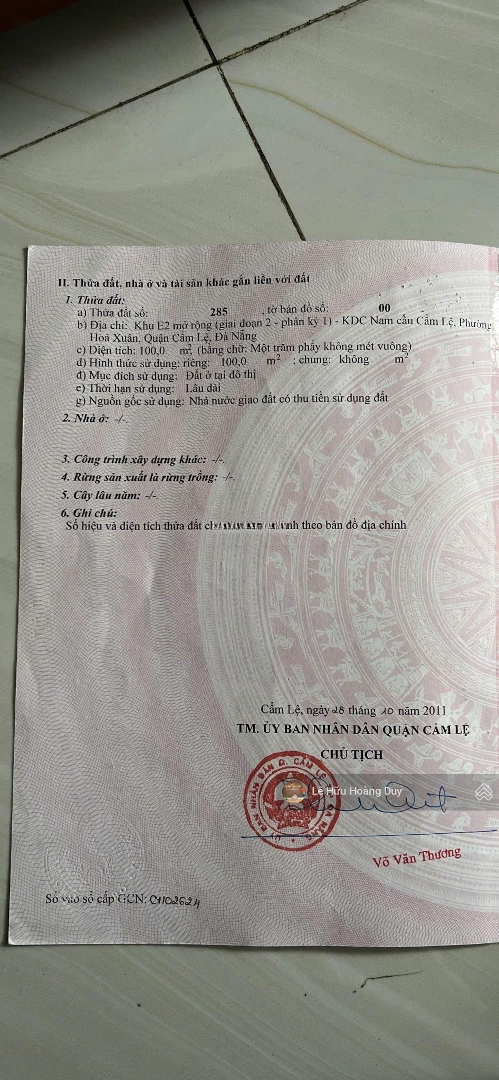 II. Thửa đất, nhà ở và tài sản khác gắn liền với đất
1. Thửa đất:
a) Thửa đất số: 285 , tờ bản đồ số: 00
b) Địa chỉ: Khu E2 mở rộng (giai đoạn 2 - phân kỳ 1) - KDC Nam cầu Cẩm Lệ, Phường
Hoà Xuân, Quận Cẩm Lệ, Đà Nẵng
c) Diện tích: 100,0 m², (bằng chữ: Một trăm phẩy không mét vuông)
d) Hình thức sử dụng: riêng: 100,0 m² ; chung: không m²
đ) Mục đích sử dụng: Đất ở tại đô thị
e) Thời hạn sử dụng: Lâu dài
g) Nguồn gốc sử dụng: Nhà nước giao đất có thu tiền sử dụng đất
2. Nhà ở: -/-.
3. Công trình xây dựng khác: -/-.
4. Rừng sản xuất là rừng trồng: -/-.
5. Cây lâu năm: -/-.
6. Ghi chú:
Số hiệu và diện tích thửa đất theo bản đồ địa chính
Cẩm Lệ, ngày 28 tháng 10 năm 2011
TM. ỦY BAN NHÂN DÂN QUẬN CẨM LỆ
CHỦ TỊCH
Lê Hữu Hoàng Duy
Võ Văn Thương
Số vào sổ cấp GCN: CH02624